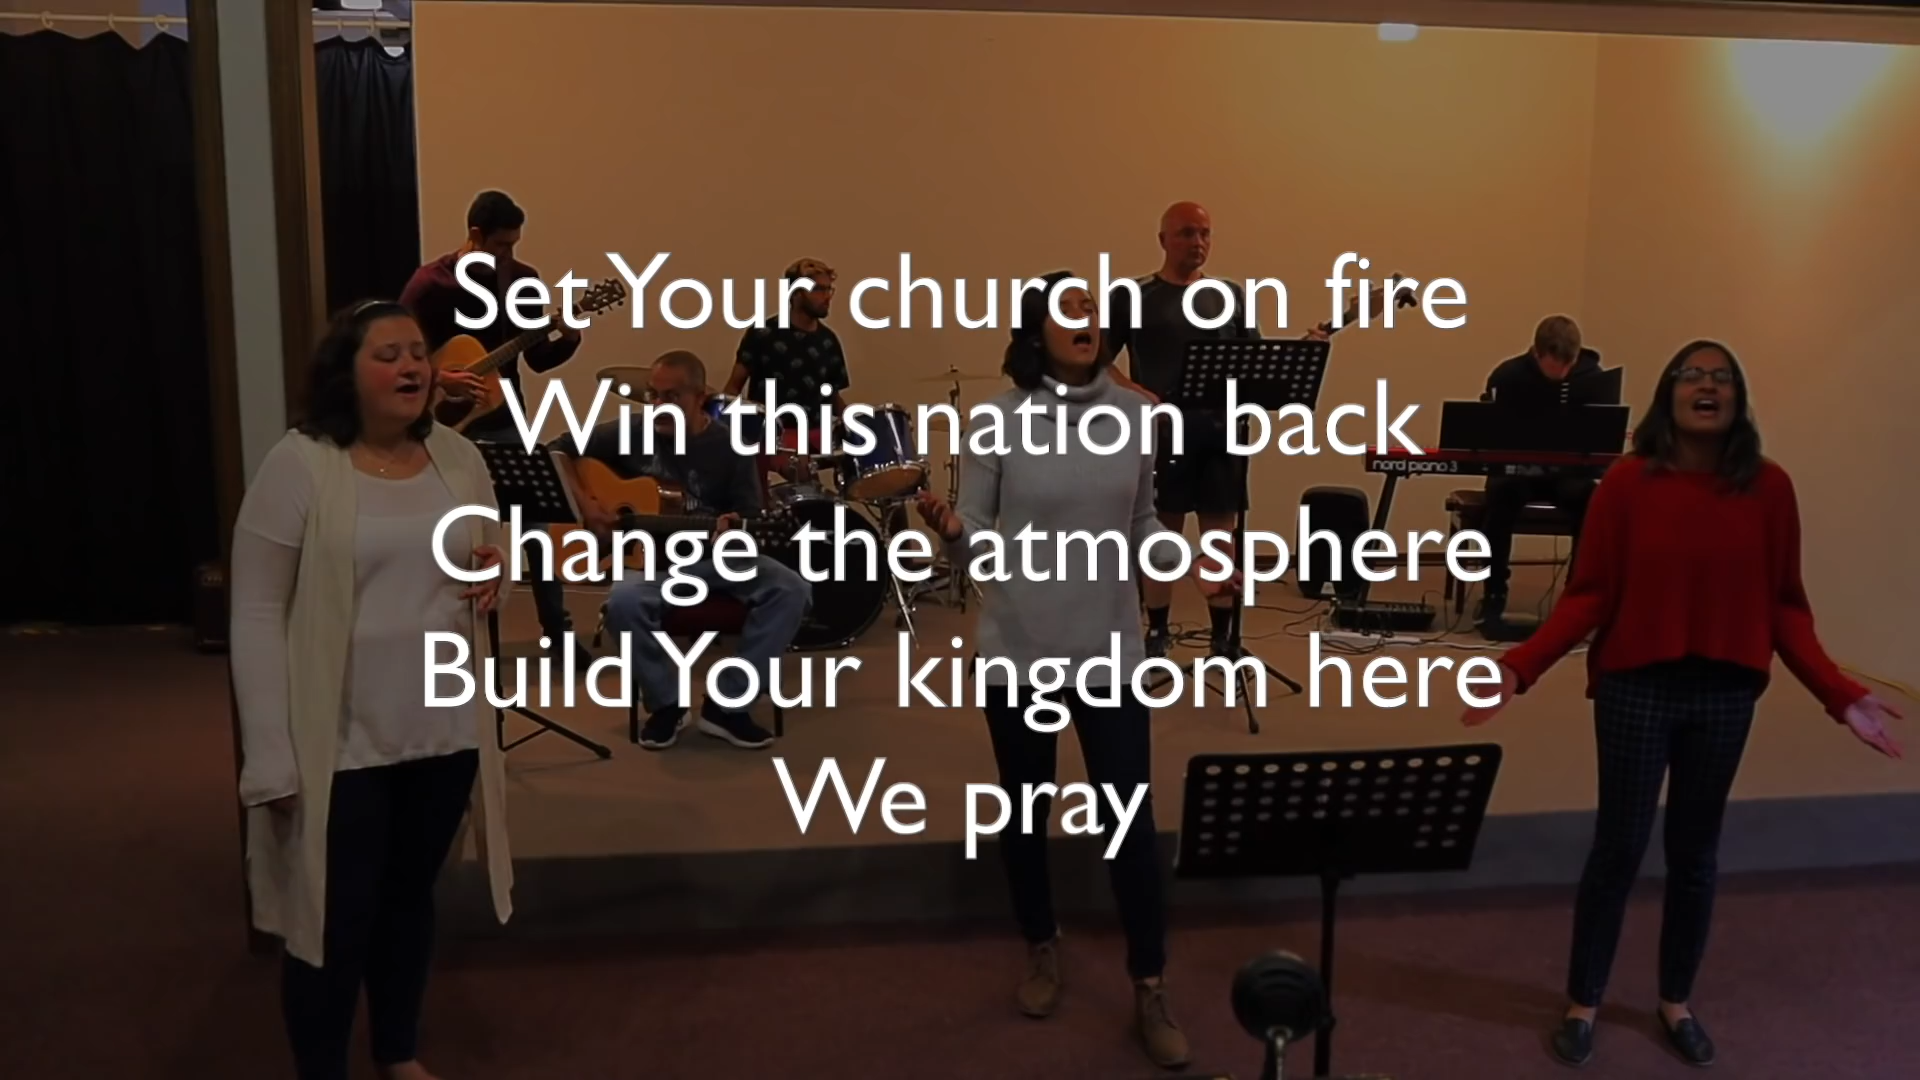 Set Your church on fire
Win this nation back
Change the atmosphere
Build Your kingdom here
We pray
nord piano 3